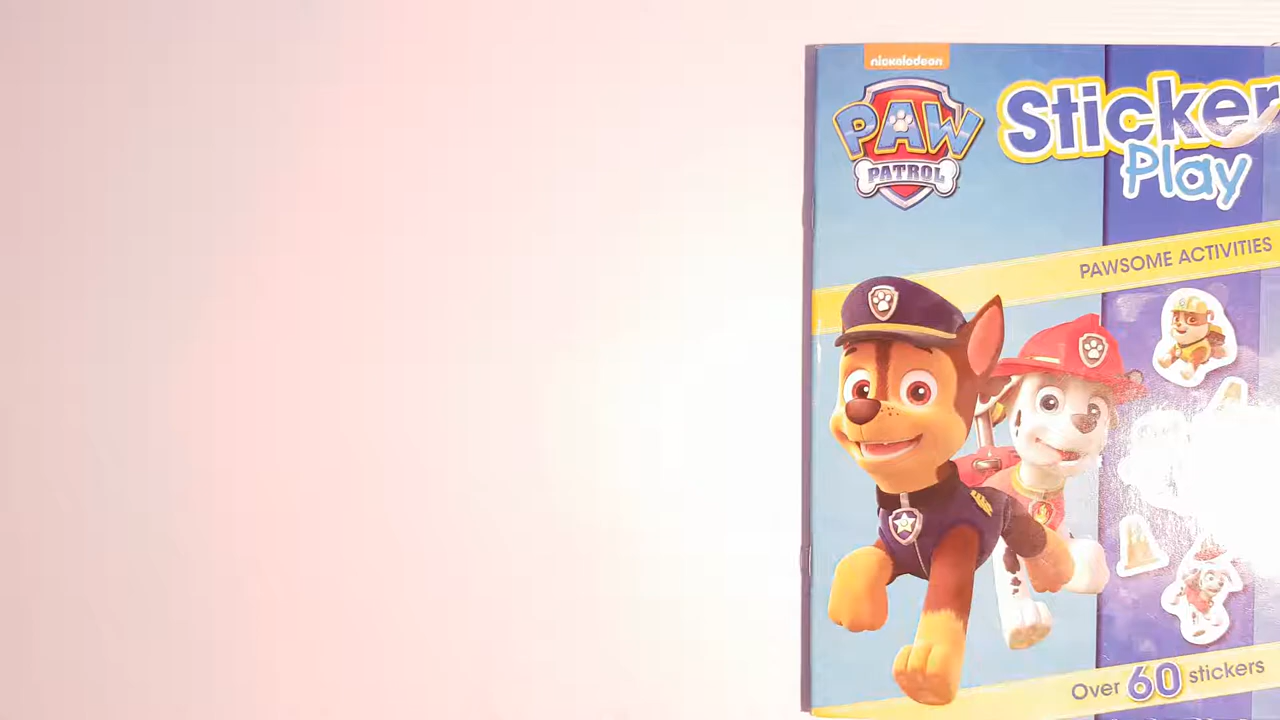 nickelodeon
PAW
PATROL
Sticker
Play
PAWSOME ACTIVITIES
Over 60 stickers